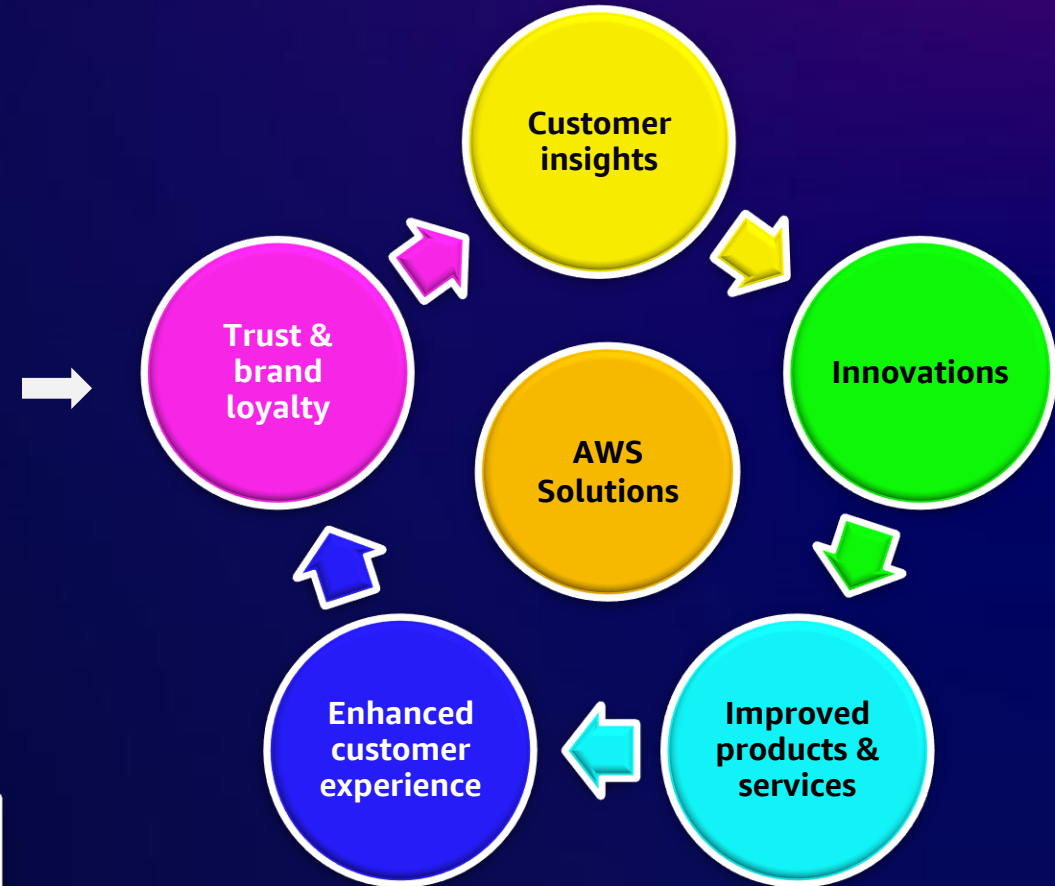 Customer
insights
Trust &
brand
loyalty
Innovations
AWS
Solutions
Enhanced
customer
experience
Improved
products &
services